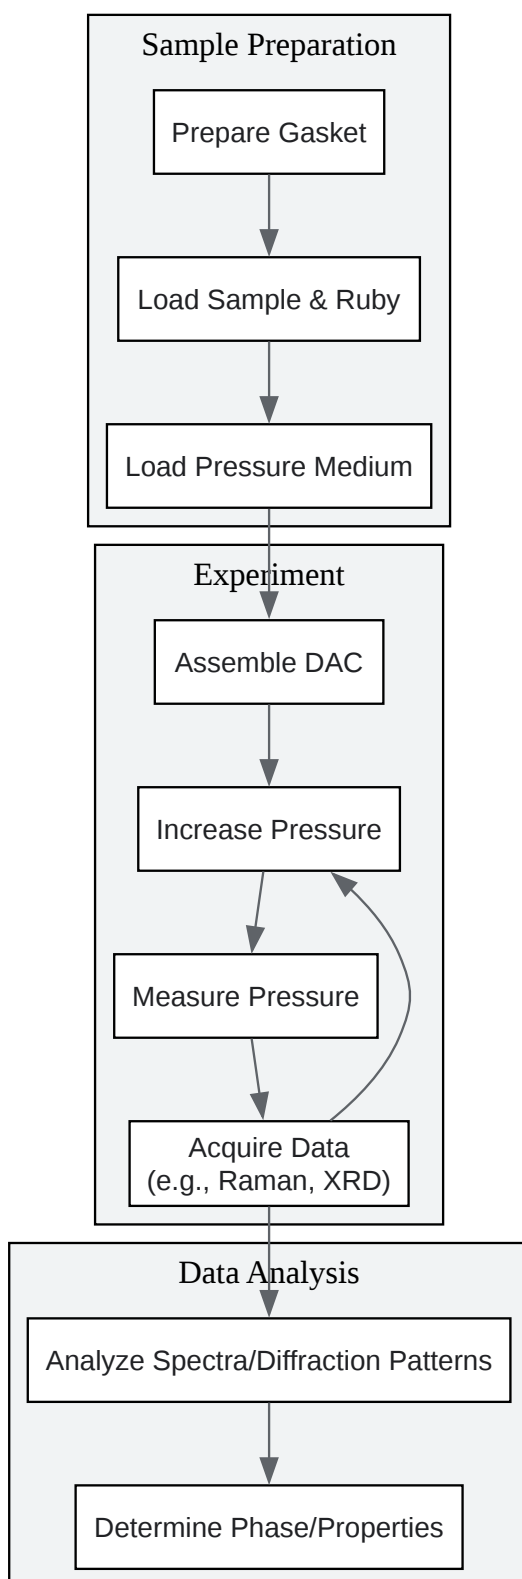 Sample Preparation
Prepare Gasket
Load Sample & Ruby
Load Pressure Medium
Experiment
Assemble DAC
Increase Pressure
Measure Pressure
Acquire Data
(e.g., Raman, XRD)
Data Analysis
Analyze Spectra/Diffraction Patterns
Determine Phase/Properties